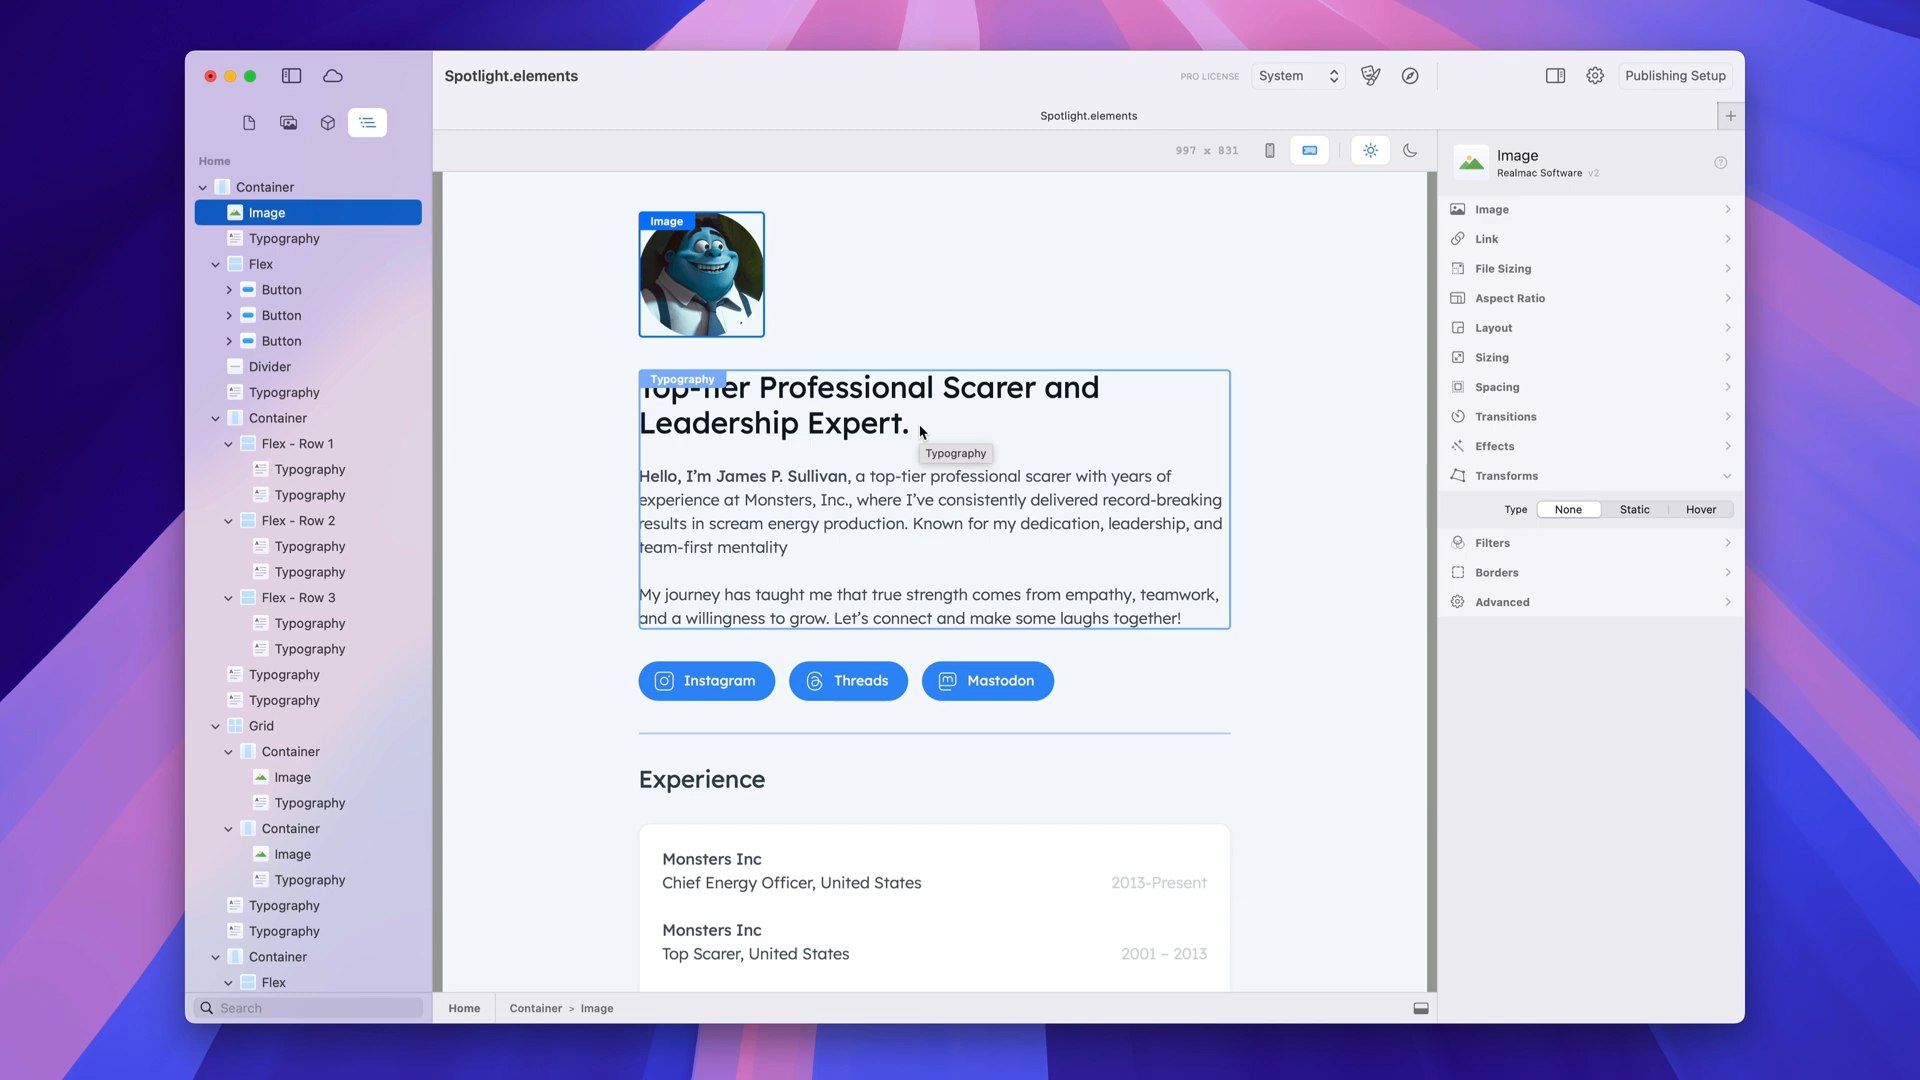 Spotlight.elements
PRO LICENSE
System
Publishing Setup
Spotlight.elements
997 x 831
Home
Container
Image
Typography
Flex
Button
Button
Button
Divider
Typography
Container
Flex - Row 1
Typography
Typography
Flex - Row 2
Typography
Typography
Flex - Row 3
Typography
Typography
Typography
Typography
Grid
Container
Image
Typography
Container
Image
Typography
Typography
Typography
Container
Flex
Search
Image
Typography
Top-tier Professional Scarer and
Leadership Expert.
Typography
Hello, I’m James P. Sullivan, a top-tier professional scarer with years of
experience at Monsters, Inc., where I’ve consistently delivered record-breaking
results in scream energy production. Known for my dedication, leadership, and
team-first mentality
My journey has taught me that true strength comes from empathy, teamwork,
and a willingness to grow. Let’s connect and make some laughs together!
Instagram
Threads
Mastodon
Experience
Monsters Inc
Chief Energy Officer, United States
2013-Present
Monsters Inc
Top Scarer, United States
2001 – 2013
Home
Container > Image
Image
Realmac Software v2
Image
Link
File Sizing
Aspect Ratio
Layout
Sizing
Spacing
Transitions
Effects
Transforms
Type
None
Static
Hover
Filters
Borders
Advanced